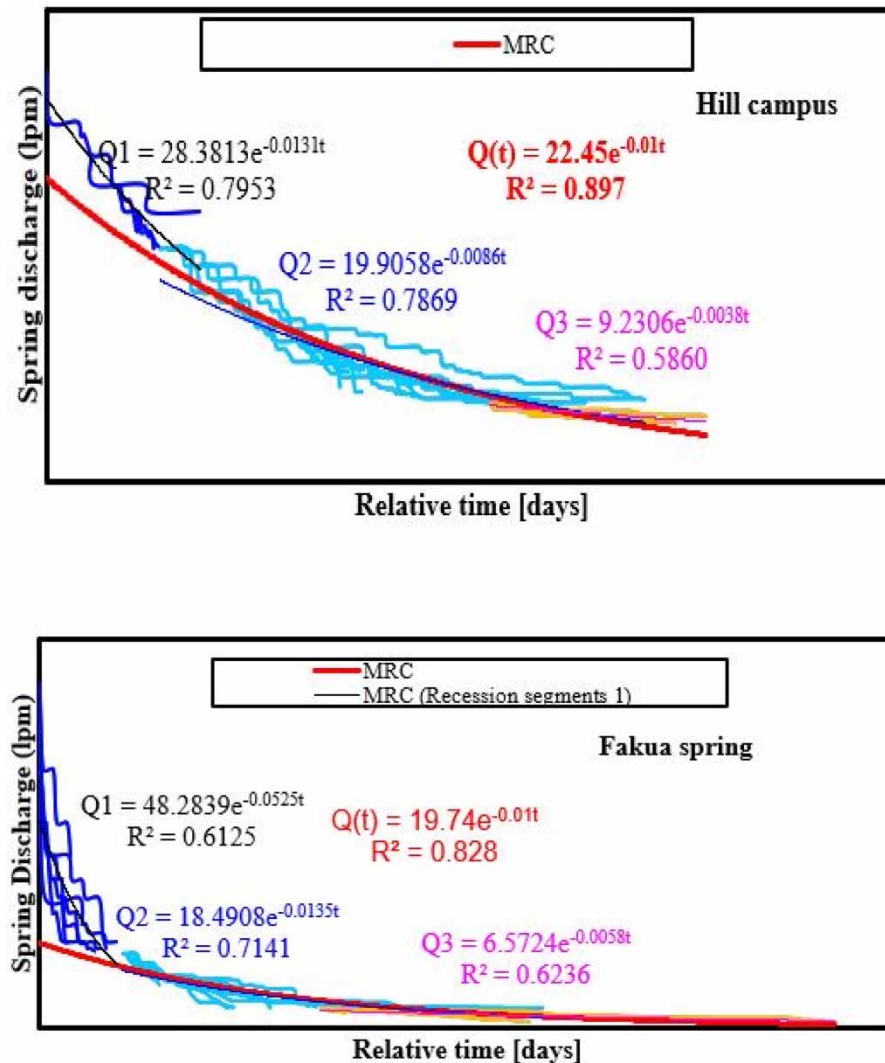 MRC
Hill campus
Spring discharge (lpm)
Q1 = 28.3813e^-0.0131t
R² = 0.7953
Q(t) = 22.45e^-0.01t
R² = 0.897
Q2 = 19.9058e^-0.0086t
R² = 0.7869
Q3 = 9.2306e^-0.0038t
R² = 0.5860
Relative time [days]
MRC
MRC (Recession segments 1)
Fakua spring
Spring Discharge (lpm)
Q1 = 48.2839e^-0.0525t
R² = 0.6125
Q(t) = 19.74e^-0.01t
R² = 0.828
Q2 = 18.4908e^-0.0135t
R² = 0.7141
Q3 = 6.5724e^-0.0058t
R² = 0.6236
Relative time [days]